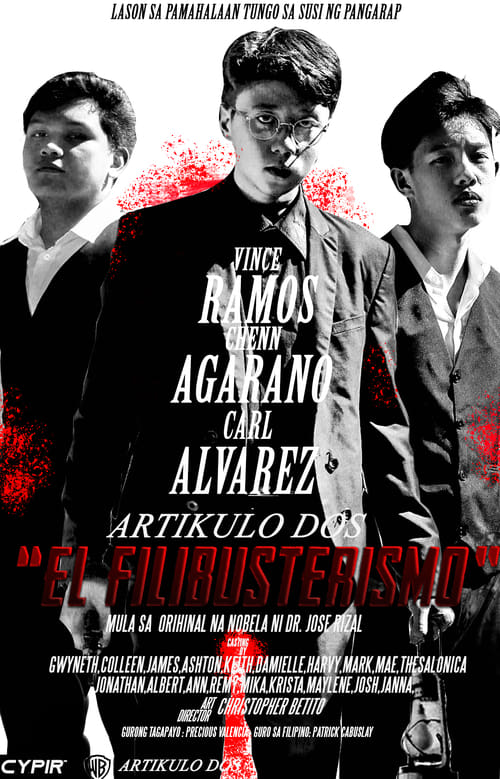 LASON SA PAMAHALAAN TUNGO SA SUSI NG PANGARAP
VINCE
RAMOS
CHENN
AGARANO
CARL
ALVAREZ
ARTIKULO DOS
"EL FILIBUSTERISMO"
MULA SA ORIHINAL NA NOBELA NI DR. JOSE RIZAL
CASTING BY
GWYNETH,COLLEEN,JAMES,ASHTON,KEITH,DAMIELLE,HARVY,MARK,MAE,THESALONICA
JONATHAN,ALBERT,ANN,REMY,MIKA,KRISTA,MAYLENE,JOSH,JANNA
ART DIRECTOR CHRISTOPHER BETITO
GURONG TAGAPAYO : PRECIOUS VALENCIA; GURO SA FILIPING: PATRICK CABUSLAY
CYPIR WB ARTIKULO DOS